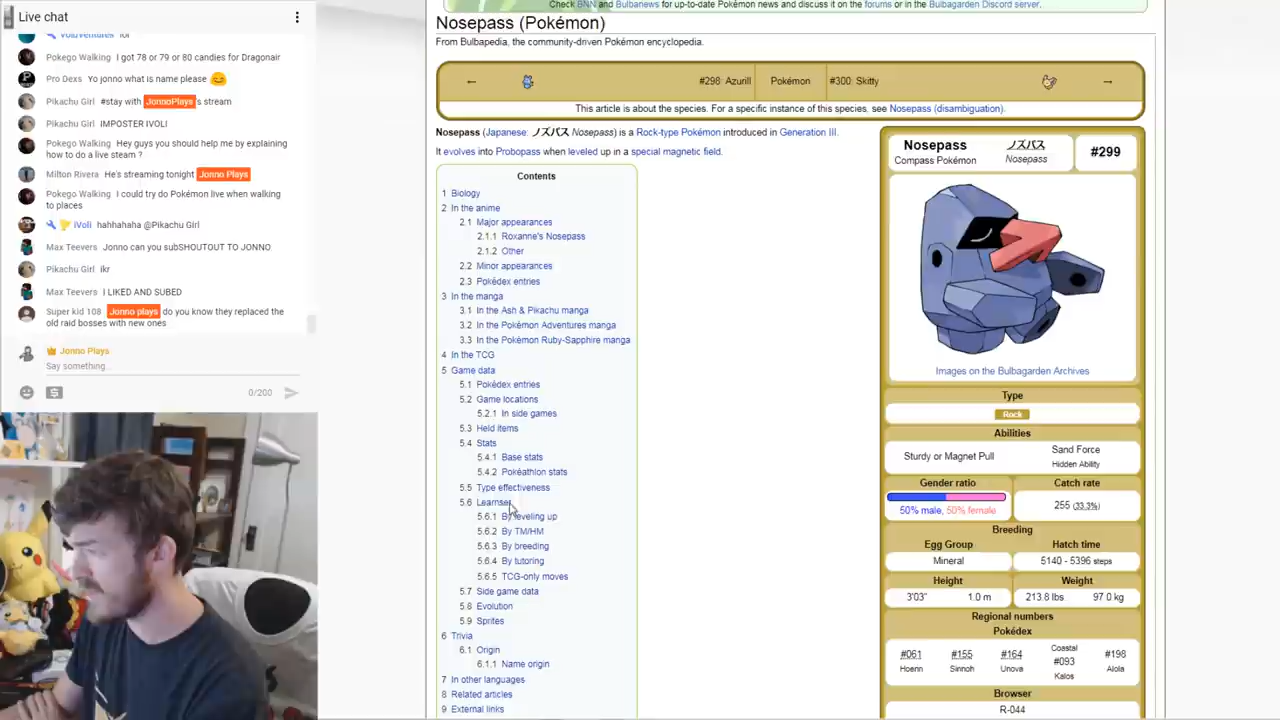 Live chat
VoldVentures lol
Pokego Walking I got 78 or 79 or 80 candies for Dragonair
Pro Dexs Yo jonno what is name please
Pikachu Girl #stay with JonnoPlays's stream
Pikachu Girl IMPOSTER IVOLI
Pokego Walking Hey guys you should help me by explaining
how to do a live steam ?
Milton Rivera He's streaming tonight Jonno Plays
Pokego Walking I could try do Pokémon live when walking
to places
iVoli hahhahaha @Pikachu Girl
Max Teevers Jonno can you subSHOUTOUT TO JONNO
Pikachu Girl ikr
Max Teevers I LIKED AND SUBED
Super kid 108 Jonno plays do you know they replaced the
old raid bosses with new ones
Jonno Plays
Say something...
0/200
Check BNN and Bulbanews for up-to-date Pokémon news and discuss it on the forums or in the Bulbagarden Discord server.
Nosepass (Pokémon)
From Bulbapedia, the community-driven Pokémon encyclopedia.
← #298: Azurill Pokémon #300: Skitty →
This article is about the species. For a specific instance of this species, see Nosepass (disambiguation).
Nosepass (Japanese: ノズパス Nosepass) is a Rock-type Pokémon introduced in Generation III.
It evolves into Probopass when leveled up in a special magnetic field.
Contents
1 Biology
2 In the anime
2.1 Major appearances
2.1.1 Roxanne's Nosepass
2.1.2 Other
2.2 Minor appearances
2.3 Pokédex entries
3 In the manga
3.1 In the Ash & Pikachu manga
3.2 In the Pokémon Adventures manga
3.3 In the Pokémon Ruby-Sapphire manga
4 In the TCG
5 Game data
5.1 Pokédex entries
5.2 Game locations
5.2.1 In side games
5.3 Held items
5.4 Stats
5.4.1 Base stats
5.4.2 Pokéathlon stats
5.5 Type effectiveness
5.6 Learnset
5.6.1 By leveling up
5.6.2 By TM/HM
5.6.3 By breeding
5.6.4 By tutoring
5.6.5 TCG-only moves
5.7 Side game data
5.8 Evolution
5.9 Sprites
6 Trivia
6.1 Origin
6.1.1 Name origin
7 In other languages
8 Related articles
9 External links
Nosepass ノズパス #299
Compass Pokémon Nosepass
Images on the Bulbagarden Archives
Type
Rock
Abilities
Sturdy or Magnet Pull Sand Force
Hidden Ability
Gender ratio Catch rate
50% male, 50% female 255 (33.3%)
Breeding
Egg Group Hatch time
Mineral 5140 - 5396 steps
Height Weight
3'03" 1.0 m 213.8 lbs 97.0 kg
Regional numbers
Pokédex
#061 #155 #164 Coastal #093 #198
Hoenn Sinnoh Unova Kalos Alola
Browser
R-044